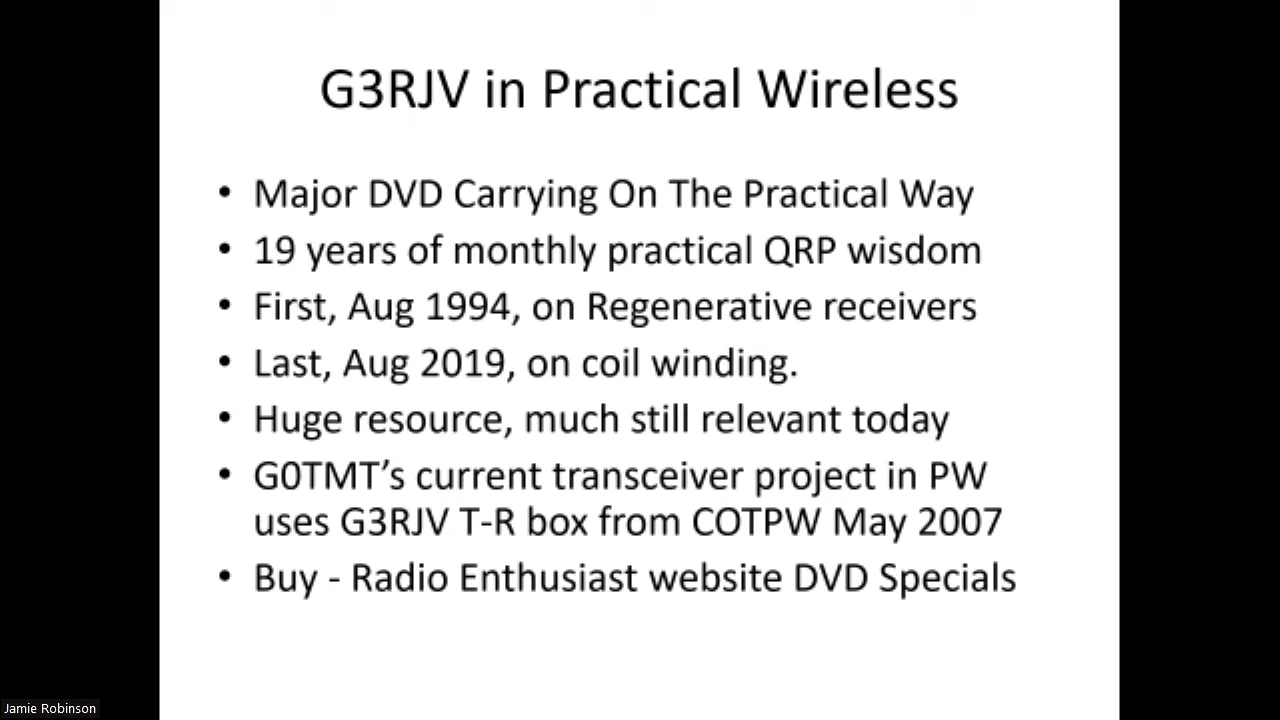 G3RJV in Practical Wireless
• Major DVD Carrying On The Practical Way
• 19 years of monthly practical QRP wisdom
• First, Aug 1994, on Regenerative receivers
• Last, Aug 2019, on coil winding.
• Huge resource, much still relevant today
• G0TMT’s current transceiver project in PW
uses G3RJV T-R box from COTPW May 2007
• Buy - Radio Enthusiast website DVD Specials
Jamie Robinson